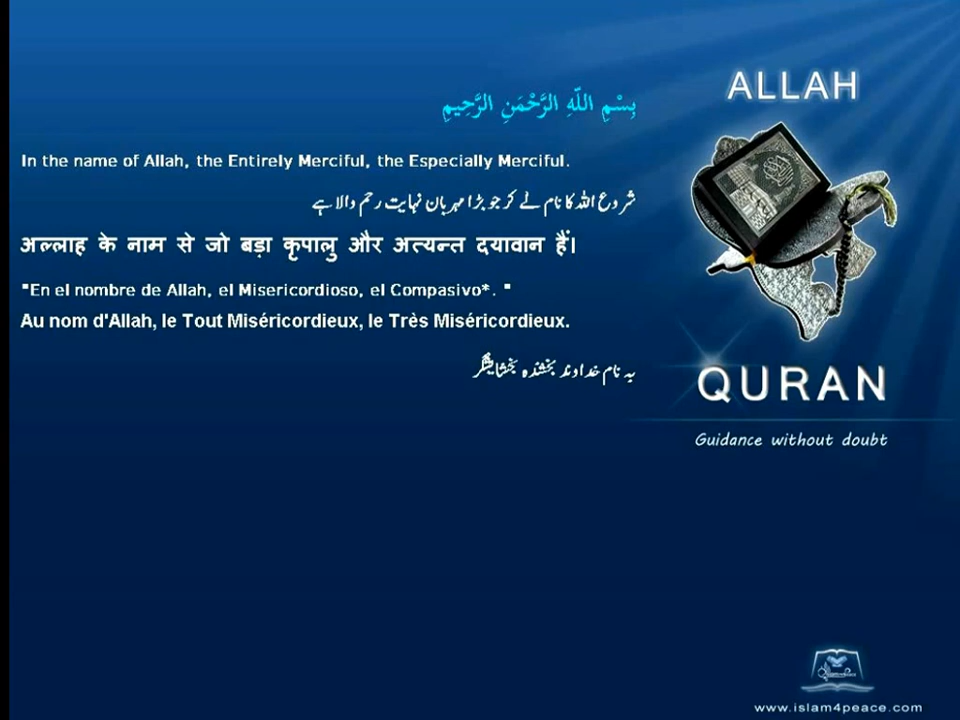 بِسْمِ اللَّهِ الرَّحْمَنِ الرَّحِيمِ
In the name of Allah, the Entirely Merciful, the Especially Merciful.
شروع الله کا نام لے کر جو بڑا مہربان نہایت رحم والا ہے
अल्लाह के नाम से जो बड़ा कृपालु और अत्यन्त दयावान हैं।
"En el nombre de Allah, el Misericordioso, el Compasivo*. "
Au nom d'Allah, le Tout Miséricordieux, le Très Miséricordieux.
به نام خداوند بخشنده بخشایشگر
ALLAH
QURAN
Guidance without doubt
www.islam4peace.com